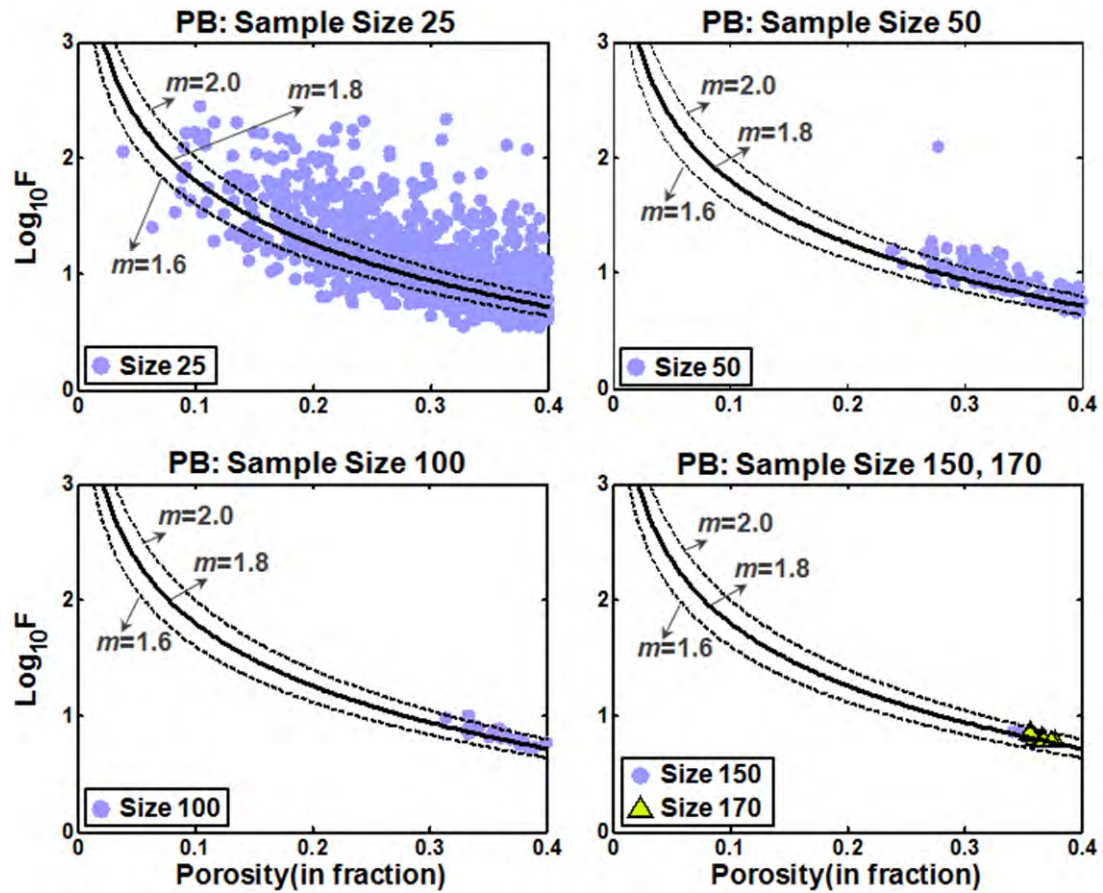 PB: Sample Size 25
3
2
1
0
Log10F
m=2.0
m=1.8
m=1.6
Size 25
0
0.1
0.2
0.3
0.4
PB: Sample Size 50
3
2
1
0
m=2.0
m=1.8
m=1.6
Size 50
0
0.1
0.2
0.3
0.4
PB: Sample Size 100
3
2
1
0
Log10F
m=2.0
m=1.8
m=1.6
Size 100
0
0.1
0.2
0.3
0.4
Porosity(in fraction)
PB: Sample Size 150, 170
3
2
1
0
m=2.0
m=1.8
m=1.6
Size 150
Size 170
0
0.1
0.2
0.3
0.4
Porosity(in fraction)